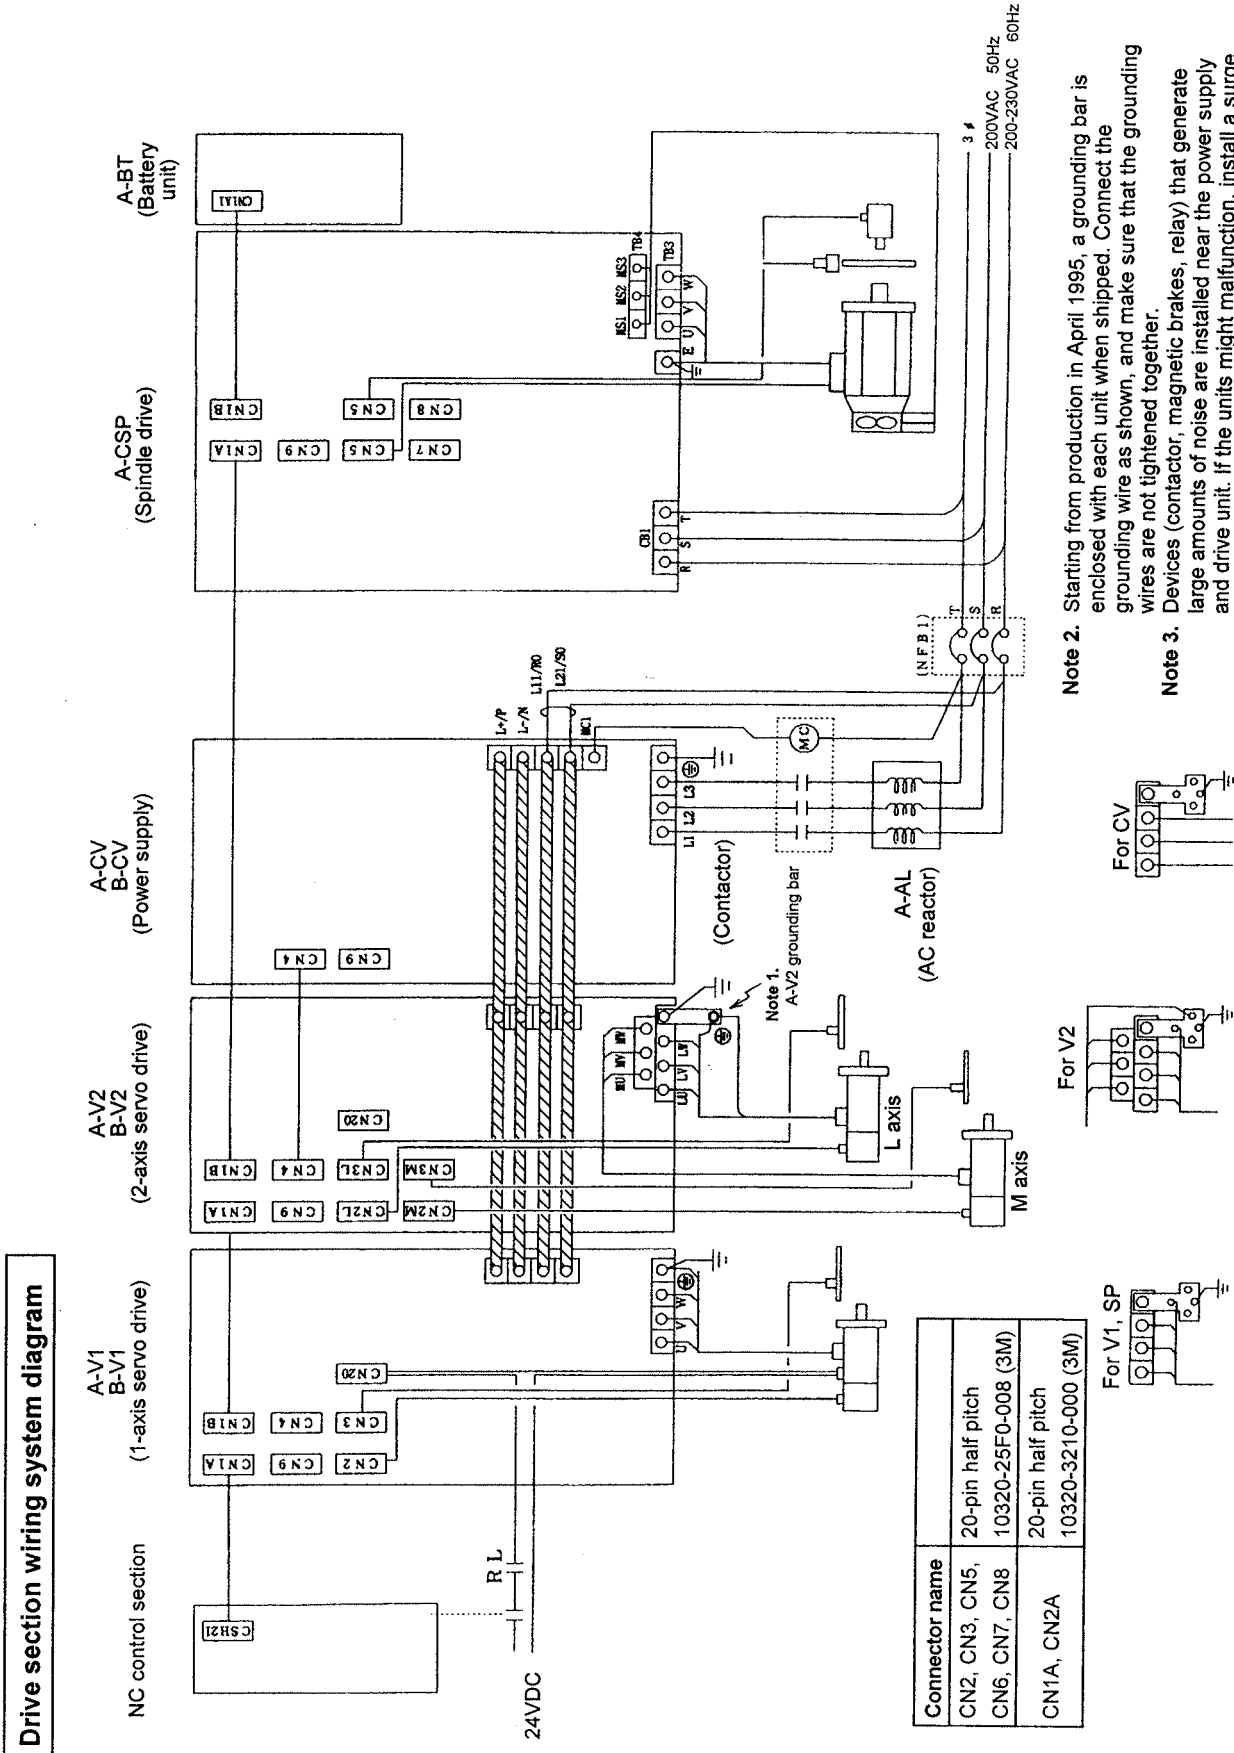 Drive section wiring system diagram
NC control section
A-V1
B-V1
(1-axis servo drive)
A-V2
B-V2
(2-axis servo drive)
A-CV
B-CV
(Power supply)
A-CSP
(Spindle drive)
A-BT
(Battery
unit)
CSH21
CN1A
CN1B
CN9
CN4
CN2
CN3
CN20
CN1A
CN1B
CN9
CN4
CN2L
CN3L
CN20
CN2M
CN3M
CN4
CN9
CN1A
CN1B
CN9
CN5
CN5
CN7
CN8
CN1A1
R L
24VDC
U
V
W
MU
MV
MW
LU
LV
LW
L+/P
L-/N
L11/R0
L21/S0
MC1
L1
L2
L3
CB1
R
S
T
E
U
V
W
TB3
MS1
MS2
MS3
TB4
Note 1.
A-V2 grounding bar
(Contactor)
MC
A-AL
(AC reactor)
(NFB1)
T
S
R
3 ϕ
200VAC 50Hz
200-230VAC 60Hz
L axis
M axis
Connector name
CN2, CN3, CN5,
CN6, CN7, CN8
20-pin half pitch
10320-25F0-008 (3M)
CN1A, CN2A
20-pin half pitch
10320-3210-000 (3M)
For V1, SP
For V2
For CV
Note 2. Starting from production in April 1995, a grounding bar is
enclosed with each unit when shipped. Connect the
grounding wire as shown, and make sure that the grounding
wires are not tightened together.
Note 3. Devices (contactor, magnetic brakes, relay) that generate
large amounts of noise are installed near the power supply
and drive unit. If the units might malfunction, install a surge